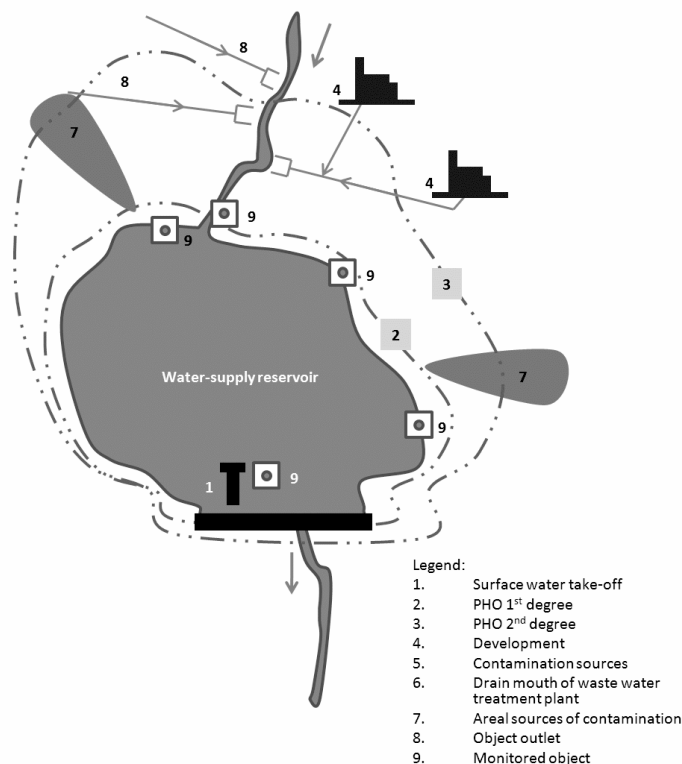 8
8
4
7
4
9
9
9
3
2
Water-supply reservoir
7
9
1
9
Legend:
1. Surface water take-off
2. PHO 1st degree
3. PHO 2nd degree
4. Development
5. Contamination sources
6. Drain mouth of waste water
treatment plant
7. Areal sources of contamination
8. Object outlet
9. Monitored object